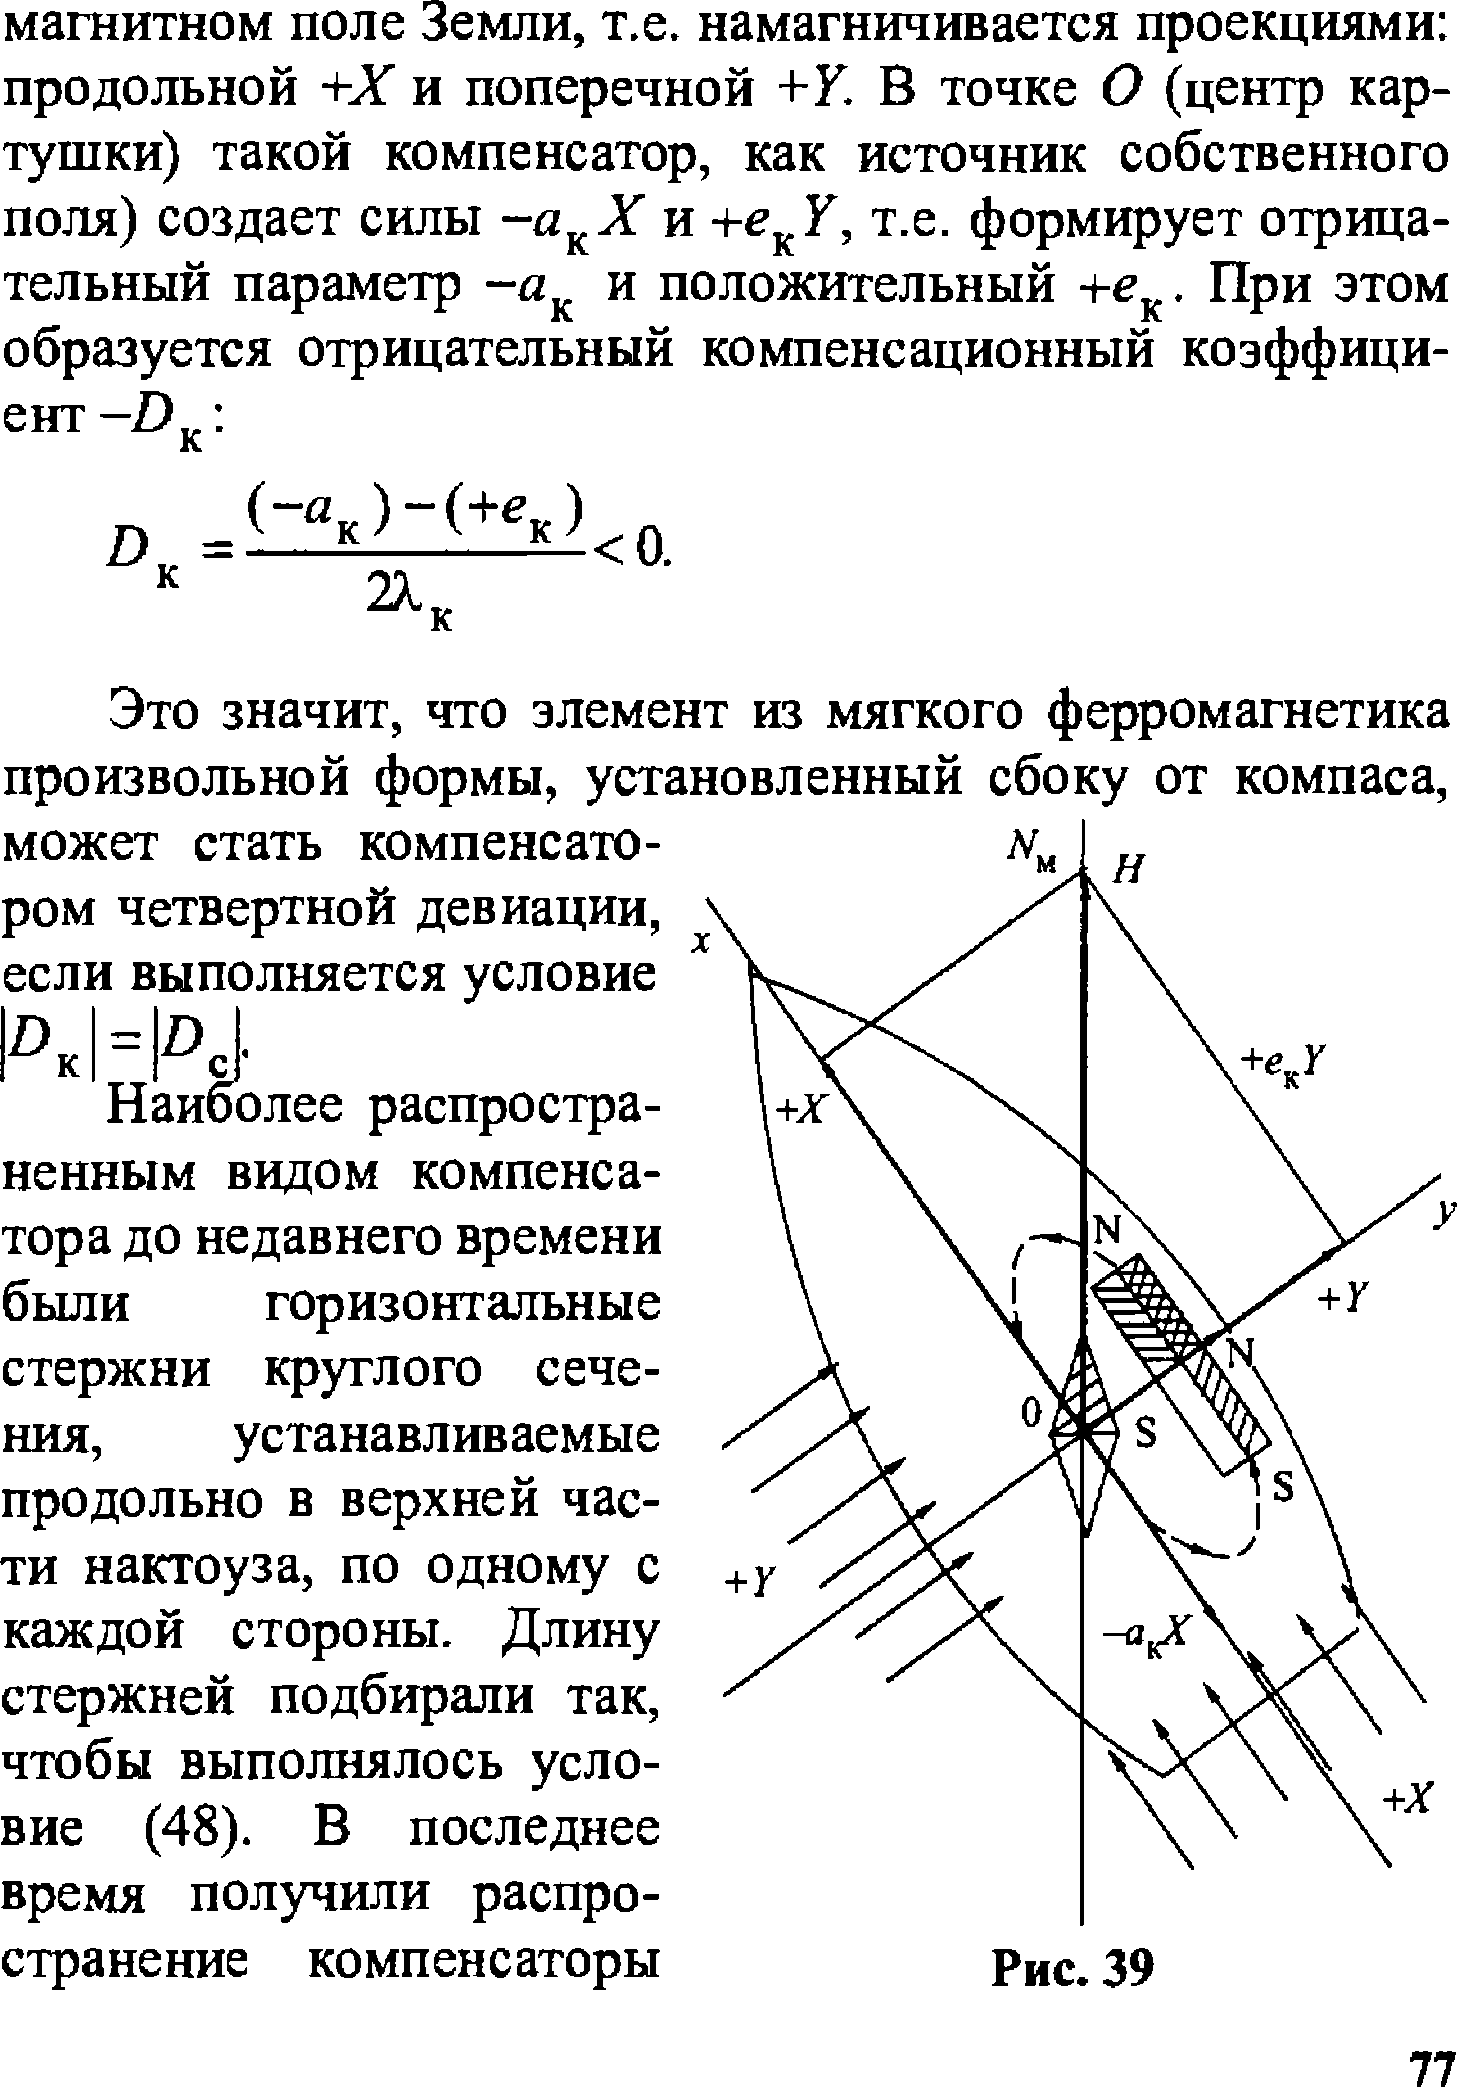 магнитном поле Земли, т.е. намагничивается проекциями:
продольной +X и поперечной +Y. В точке O (центр кар-
тушки) такой компенсатор, как источник собственного
поля) создает силы –aкX и +eкY, т.е. формирует отрица-
тельный параметр –aк и положительный +eк. При этом
образуется отрицательный компенсационный коэффици-
ент –Dк:
Dк = (–aк)–(+eк) / 2λк < 0.
Это значит, что элемент из мягкого ферромагнетика
произвольной формы, установленный сбоку от компаса,
может стать компенсато-
ром четвертной девиации,
если выполняется условие
|Dк| = |Dс|.
Наиболее распростра-
ненным видом компенса-
тора до недавнего времени
были горизонтальные
стержни круглого сече-
ния, устанавливаемые
продольно в верхней час-
ти нактоуза, по одному с
каждой стороны. Длину
стержней подбирали так,
чтобы выполнялось усло-
вие (48). В последнее
время получили распро-
странение компенсаторы
Nм
H
x
+eкY
+X
y
N
+Y
N
0
S
S
+Y
–aкX
+X
Рис. 39
77